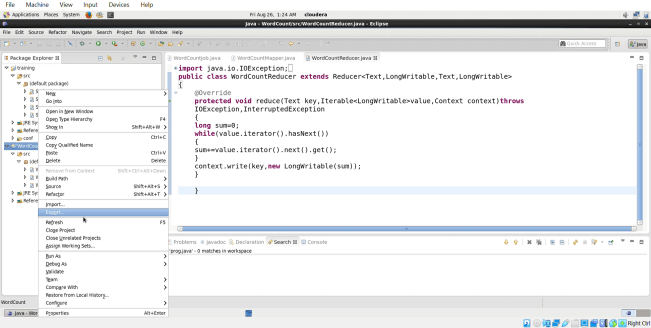 File Machine View Input Devices Help
Applications Places System Fri Aug 26, 1:24 AM cloudera
Java - WordCount/src/WordCountReducer.java - Eclipse
File Edit Source Refactor Navigate Search Project Run Window Help
Quick Access Java
Package Explorer
WordCountJob.java WordCountMapper.java WordCountReducer.java
training
src
(default package)
JRE Sy
Refere
conf
WordCou
src
(def
JRE Sy
Refere
New
Go Into
Open in New Window
Open Type Hierarchy F4
Show In Shift+Alt+W
Copy Ctrl+C
Copy Qualified Name
Paste Ctrl+V
Delete Delete
Remove from Context Shift+Ctrl+Alt+Down
Build Path
Source Shift+Alt+S
Refactor Shift+Alt+T
Import...
Export...
Refresh F5
Close Project
Close Unrelated Projects
Assign Working Sets...
Run As
Debug As
Validate
Team
Compare With
Restore from Local History...
Configure
Properties Alt+Enter
import java.io.IOException;
public class WordCountReducer extends Reducer<Text,LongWritable,Text,LongWritable>
{
@Override
protected void reduce(Text key,Iterable<LongWritable>value,Context context)throws
IOException,InterruptedException
{
long sum=0;
while(value.iterator().hasNext())
{
sum+=value.iterator().next().get();
}
context.write(key,new LongWritable(sum));
}
}
Problems Javadoc Declaration Search Console
prog.java' - 0 matches in workspace
WordCount
Java - Wo
Right Ctrl